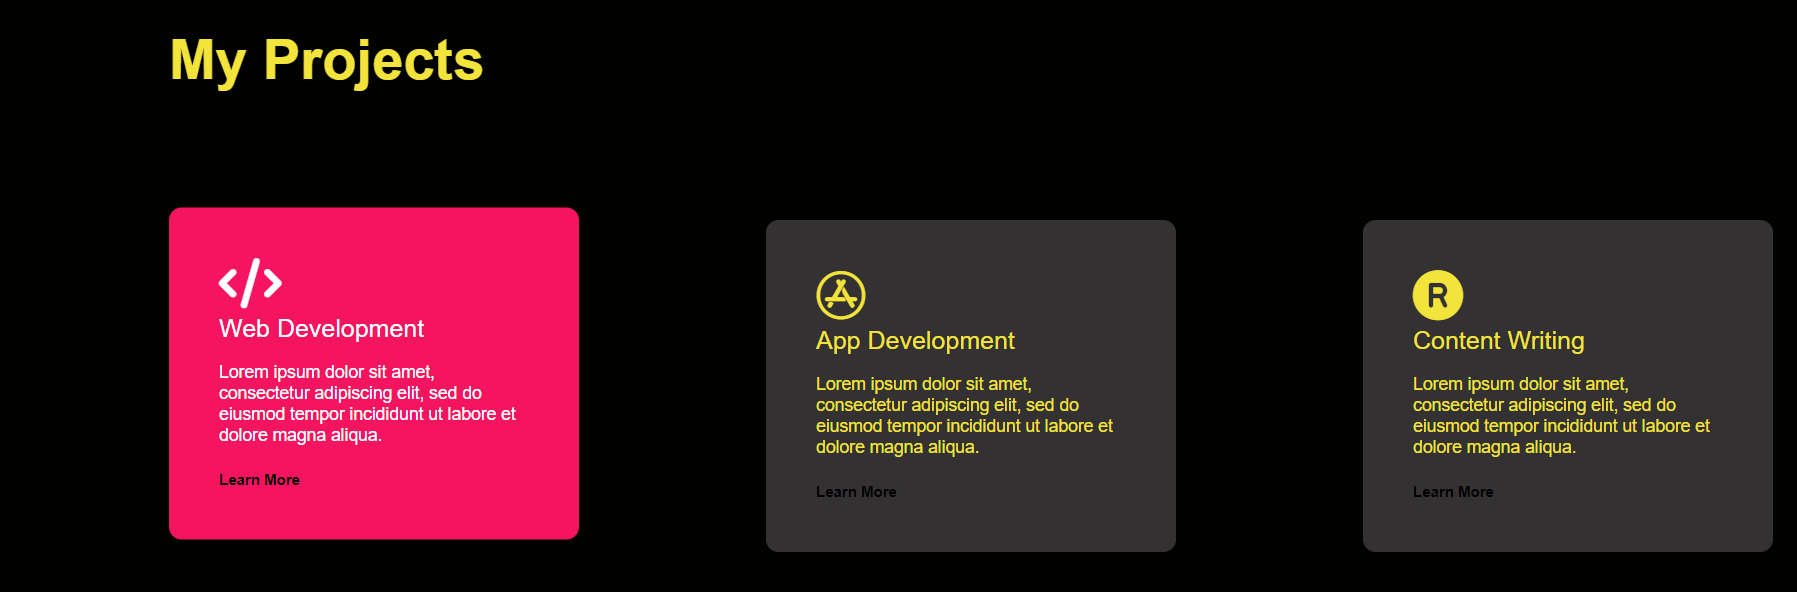 My Projects
</>
Web Development
Lorem ipsum dolor sit amet,
consectetur adipiscing elit, sed do
eiusmod tempor incididunt ut labore et
dolore magna aliqua.
Learn More
App Development
Lorem ipsum dolor sit amet,
consectetur adipiscing elit, sed do
eiusmod tempor incididunt ut labore et
dolore magna aliqua.
Learn More
R
Content Writing
Lorem ipsum dolor sit amet,
consectetur adipiscing elit, sed do
eiusmod tempor incididunt ut labore et
dolore magna aliqua.
Learn More